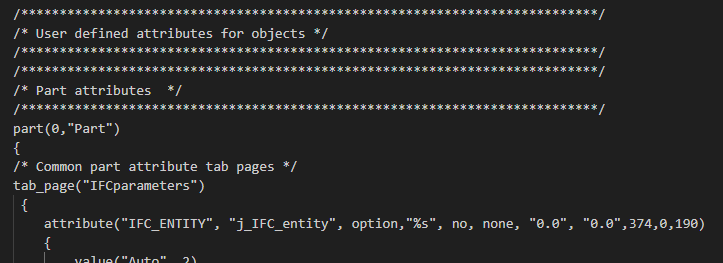 /***************************************************************************/
/* User defined attributes for objects */
/***************************************************************************/
/***************************************************************************/
/* Part attributes  */
/***************************************************************************/
part(0,"Part")
{
/* Common part attribute tab pages */
tab_page("IFCparameters")
{
attribute("IFC_ENTITY", "j_IFC_entity", option,"%s", no, none, "0.0", "0.0",374,0,190)
{
value("Auto", 2)